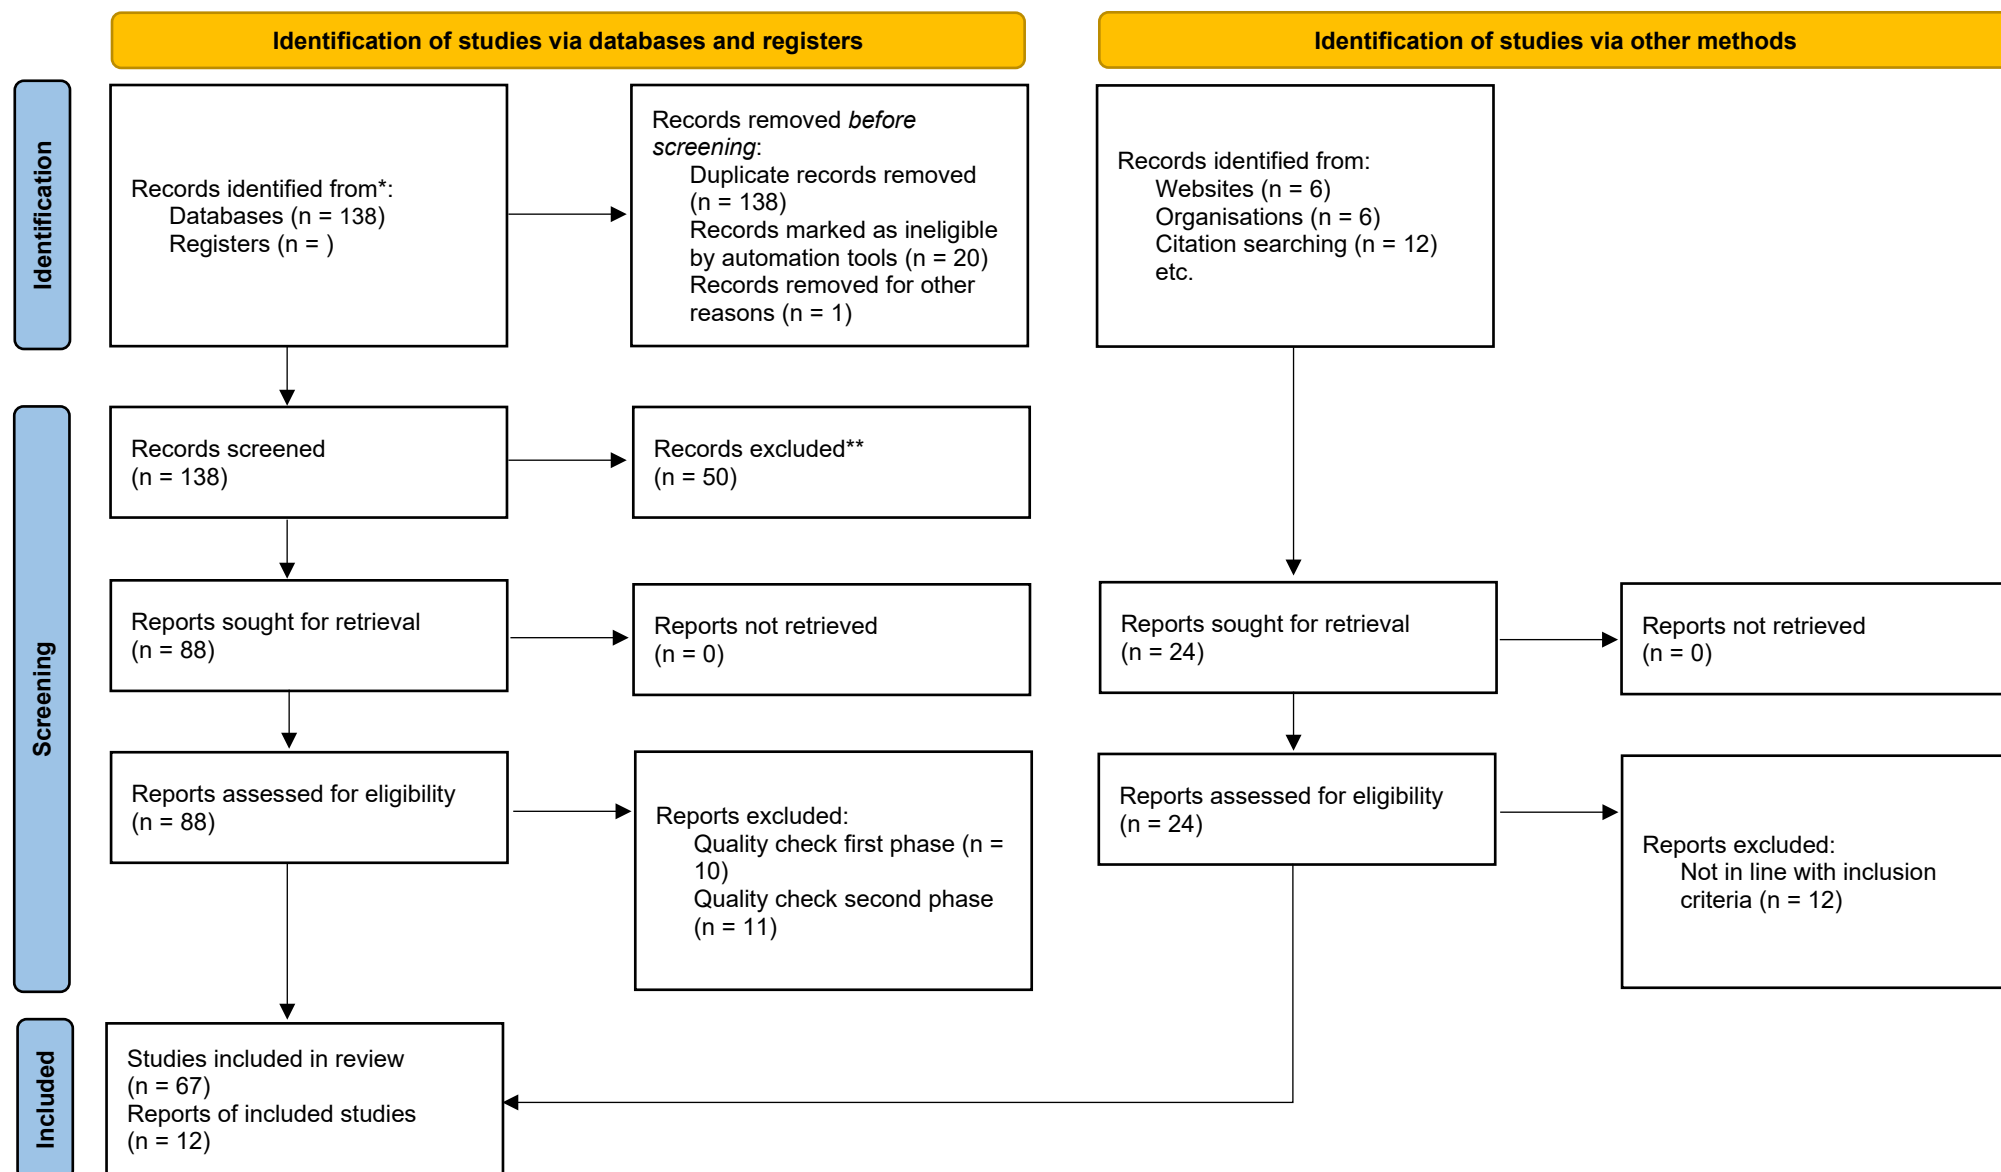 Identification of studies via databases and registers
Identification of studies via other methods
Identification
Records identified from*:
Databases (n = 138)
Registers (n = )
Records removed before
screening:
Duplicate records removed
(n = 138)
Records marked as ineligible
by automation tools (n = 20)
Records removed for other
reasons (n = 1)
Records identified from:
Websites (n = 6)
Organisations (n = 6)
Citation searching (n = 12)
etc.
Screening
Records screened
(n = 138)
Records excluded**
(n = 50)
Reports sought for retrieval
(n = 88)
Reports not retrieved
(n = 0)
Reports sought for retrieval
(n = 24)
Reports not retrieved
(n = 0)
Reports assessed for eligibility
(n = 88)
Reports excluded:
Quality check first phase (n =
10)
Quality check second phase
(n = 11)
Reports assessed for eligibility
(n = 24)
Reports excluded:
Not in line with inclusion
criteria (n = 12)
Included
Studies included in review
(n = 67)
Reports of included studies
(n = 12)